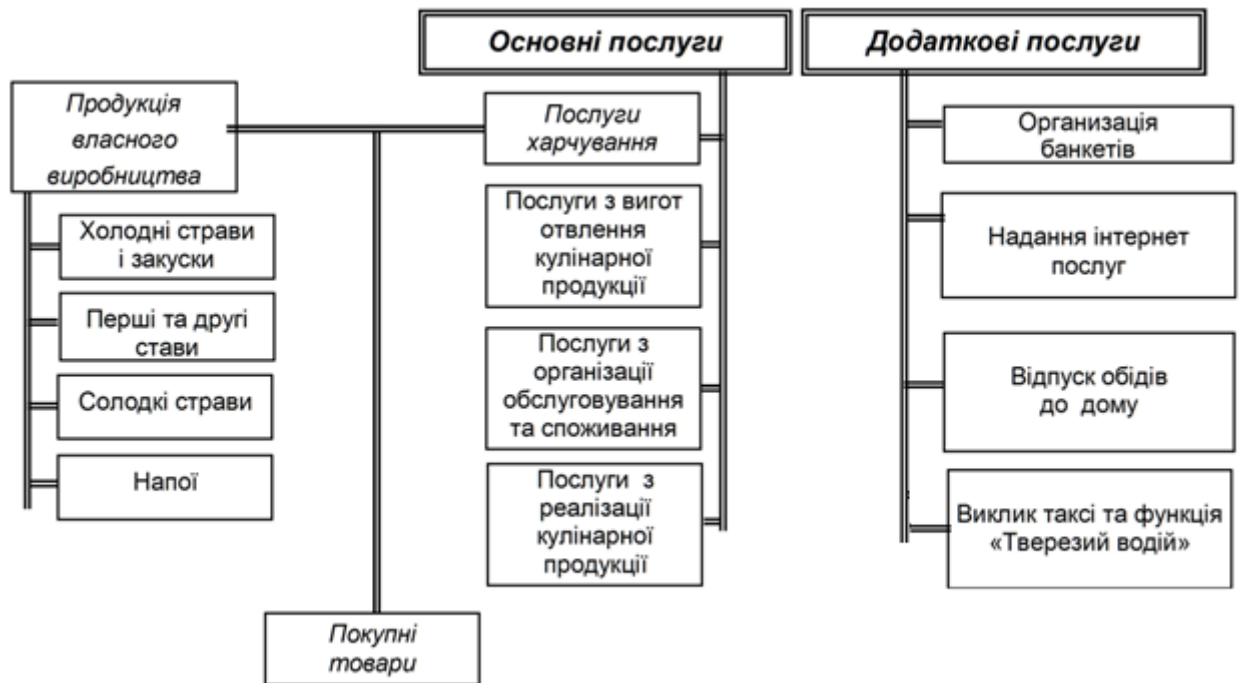 Основні послуги
Додаткові послуги
Продукція
власного
виробництва
Холодні страви
і закуски
Перші та другі
стави
Солодкі страви
Напої
Покупні
товари
Послуги
харчування
Послуги з вигот
отвлення
кулінарної
продукції
Послуги з
організації
обслуговування
та споживання
Послуги з
реалізації
кулінарної
продукції
Организація
банкетів
Надання інтернет
послуг
Відпуск обідів
до дому
Виклик таксі та функція
«Тверезий водій»